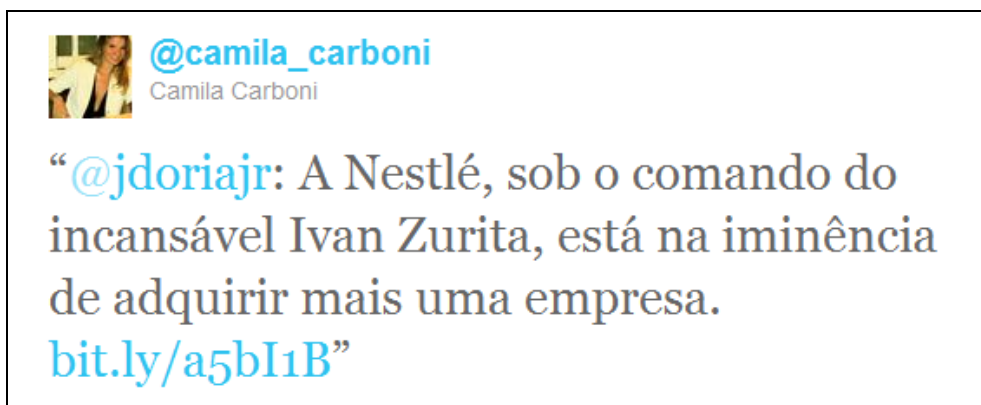 @camila_carboni
Camila Carboni
“@jdoriajr: A Nestlé, sob o comando do
incansável Ivan Zurita, está na iminência
de adquirir mais uma empresa.
bit.ly/a5bI1B”